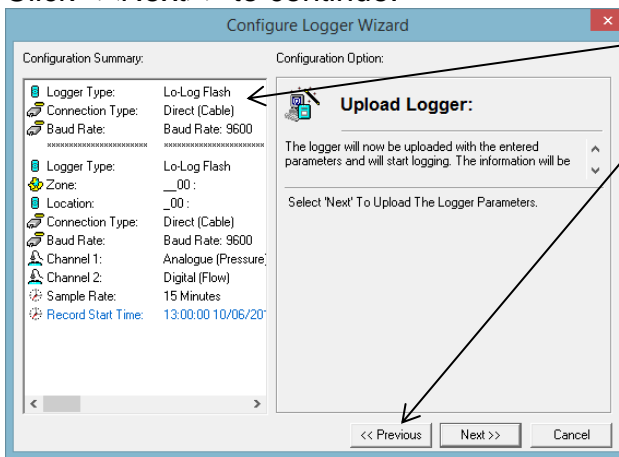 Configure Logger Wizard
Configuration Summary:
Logger Type: Lo-Log Flash
Connection Type: Direct (Cable)
Baud Rate: Baud Rate: 9600
************************ ************************
Logger Type: Lo-Log Flash
Zone: __00 :
Location: _00 :
Connection Type: Direct (Cable)
Baud Rate: Baud Rate: 9600
Channel 1: Analogue (Pressure)
Channel 2: Digital (Flow)
Sample Rate: 15 Minutes
Record Start Time: 13:00:00 10/06/201
Configuration Option:
Upload Logger:
The logger will now be uploaded with the entered
parameters and will start logging. The information will be
Select 'Next' To Upload The Logger Parameters.
<< Previous
Next >>
Cancel